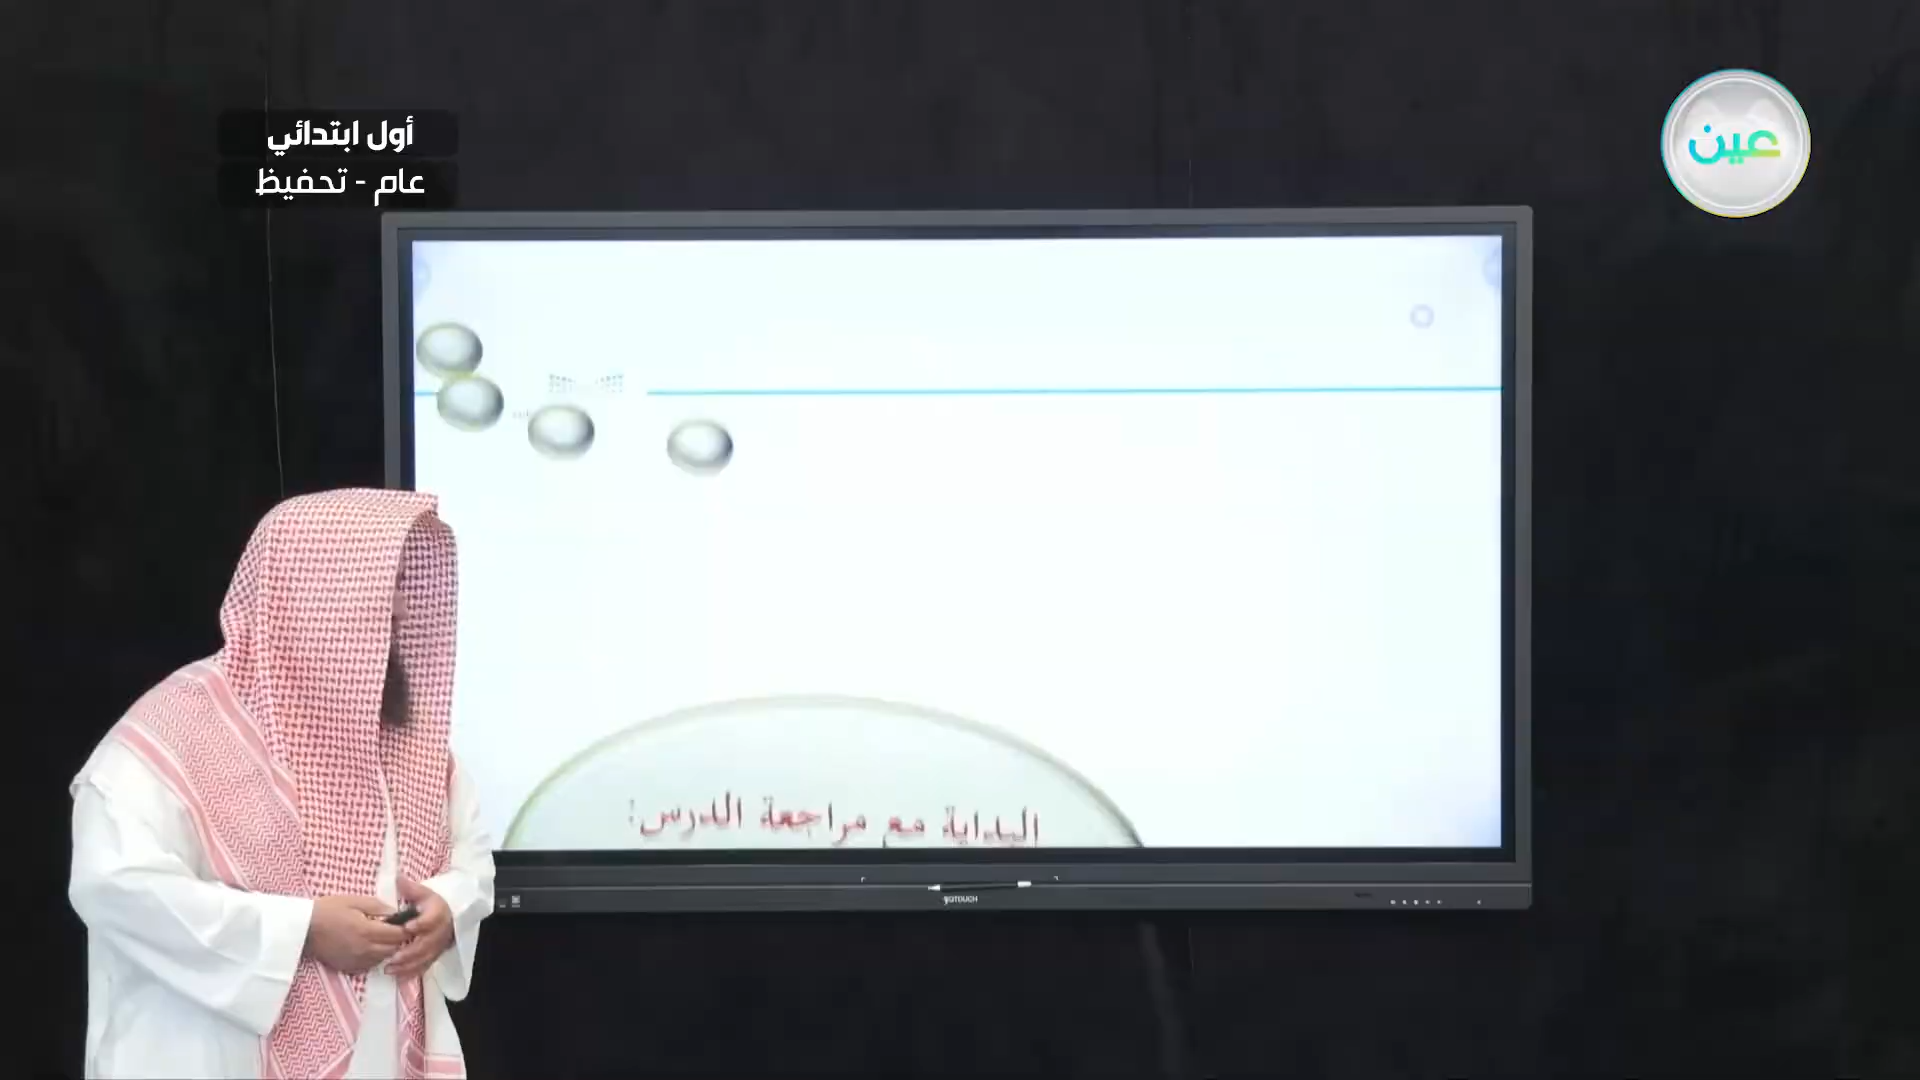 أول ابتدائي
عام - تحفيظ
عين
البداية مع مراجعة الدرس: